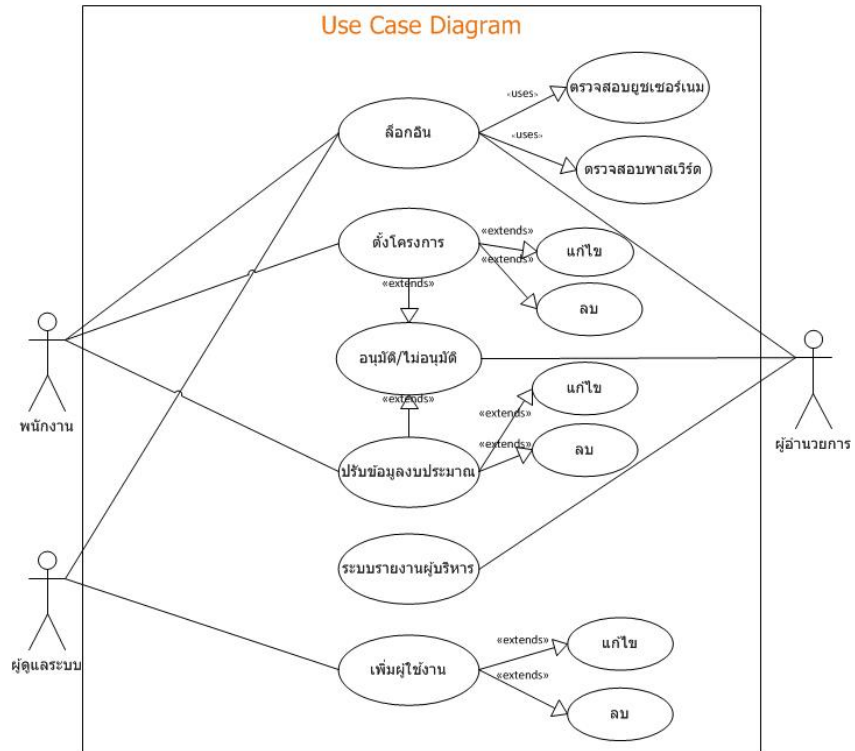 Use Case Diagram
«uses»
ตรวจสอบยูซเซอร์เนม
ล็อกอิน
«uses»
ตรวจสอบพาสเวิร์ด
ตั้งโครงการ
«extends»
แก้ไข
«extends»
«extends»
ลบ
อนุมัติ/ไม่อนุมัติ
แก้ไข
«extends»
«extends»
พนักงาน
ผู้อำนวยการ
«extends»
ลบ
ปรับข้อมูลงบประมาณ
ระบบรายงานผู้บริหาร
«extends»
แก้ไข
ผู้ดูแลระบบ
เพิ่มผู้ใช้งาน
«extends»
ลบ